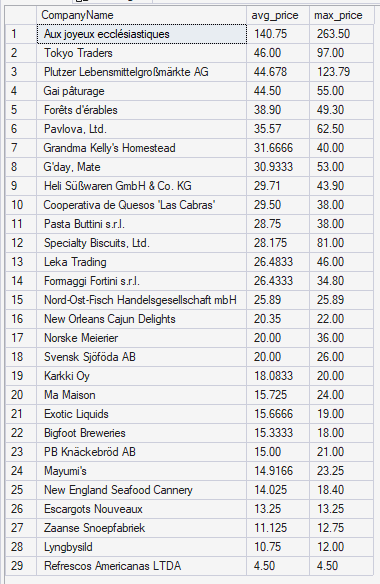 CompanyName avg_price max_price
1 Aux joyeux ecclésiastiques 140.75 263.50
2 Tokyo Traders 46.00 97.00
3 Plutzer Lebensmittelgroßmärkte AG 44.678 123.79
4 Gai pâturage 44.50 55.00
5 Forêts d'érables 38.90 49.30
6 Pavlova, Ltd. 35.57 62.50
7 Grandma Kelly's Homestead 31.6666 40.00
8 G'day, Mate 30.9333 53.00
9 Heli Süßwaren GmbH & Co. KG 29.71 43.90
10 Cooperativa de Quesos 'Las Cabras' 29.50 38.00
11 Pasta Buttini s.r.l. 28.75 38.00
12 Specialty Biscuits, Ltd. 28.175 81.00
13 Leka Trading 26.4833 46.00
14 Formaggi Fortini s.r.l. 26.4333 34.80
15 Nord-Ost-Fisch Handelsgesellschaft mbH 25.89 25.89
16 New Orleans Cajun Delights 20.35 22.00
17 Norske Meierier 20.00 36.00
18 Svensk Sjöföda AB 20.00 26.00
19 Karkki Oy 18.0833 20.00
20 Ma Maison 15.725 24.00
21 Exotic Liquids 15.6666 19.00
22 Bigfoot Breweries 15.3333 18.00
23 PB Knäckebröd AB 15.00 21.00
24 Mayumi's 14.9166 23.25
25 New England Seafood Cannery 14.025 18.40
26 Escargots Nouveaux 13.25 13.25
27 Zaanse Snoepfabriek 11.125 12.75
28 Lyngbysild 10.75 12.00
29 Refrescos Americanas LTDA 4.50 4.50